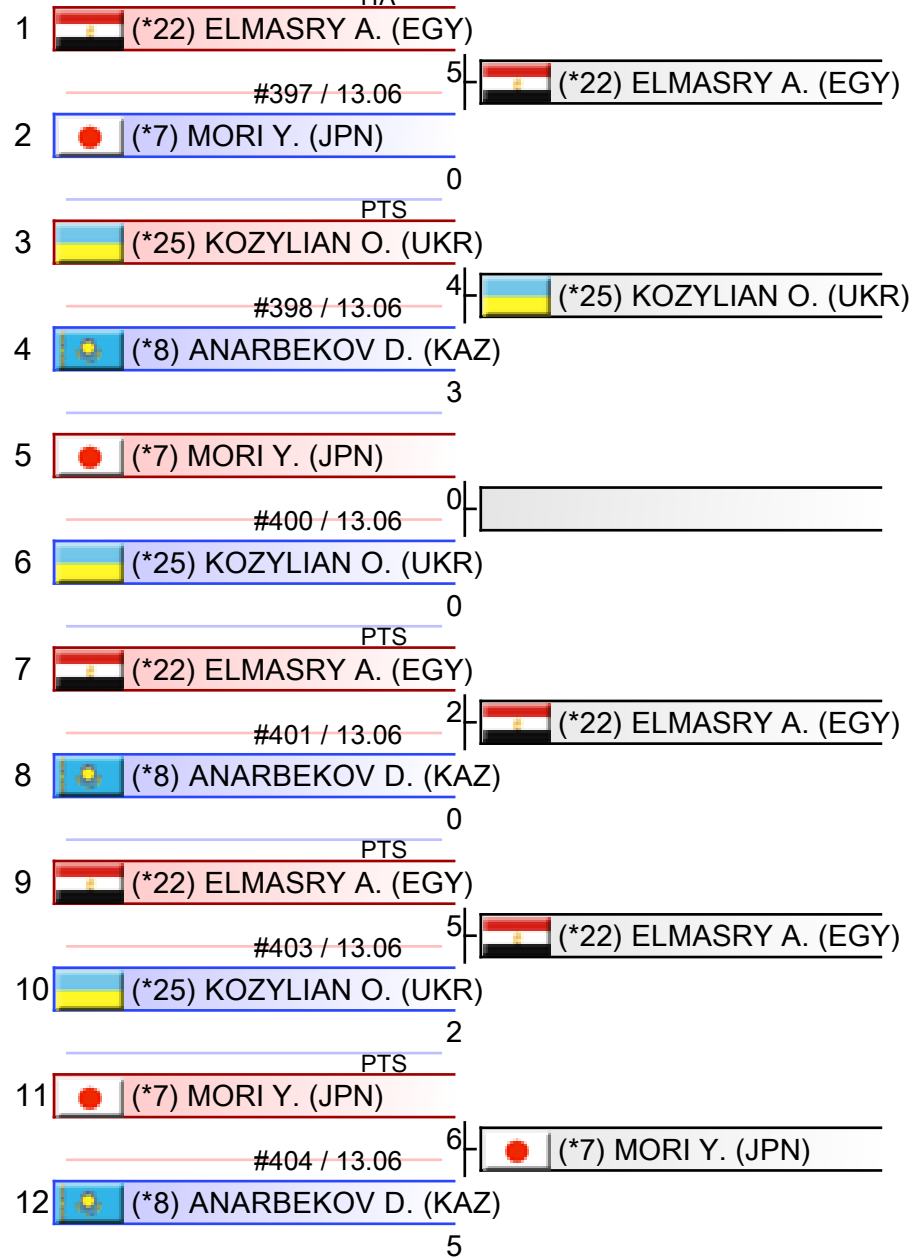 1 (*22) ELMASRY A. (EGY)
5 (*22) ELMASRY A. (EGY)
#397 / 13.06
2 (*7) MORI Y. (JPN)
0
PTS
3 (*25) KOZYLIAN O. (UKR)
4 (*25) KOZYLIAN O. (UKR)
#398 / 13.06
4 (*8) ANARBEKOV D. (KAZ)
3
5 (*7) MORI Y. (JPN)
0
#400 / 13.06
6 (*25) KOZYLIAN O. (UKR)
0
PTS
7 (*22) ELMASRY A. (EGY)
2 (*22) ELMASRY A. (EGY)
#401 / 13.06
8 (*8) ANARBEKOV D. (KAZ)
0
PTS
9 (*22) ELMASRY A. (EGY)
5 (*22) ELMASRY A. (EGY)
#403 / 13.06
10 (*25) KOZYLIAN O. (UKR)
2
PTS
11 (*7) MORI Y. (JPN)
6 (*7) MORI Y. (JPN)
#404 / 13.06
12 (*8) ANARBEKOV D. (KAZ)
5